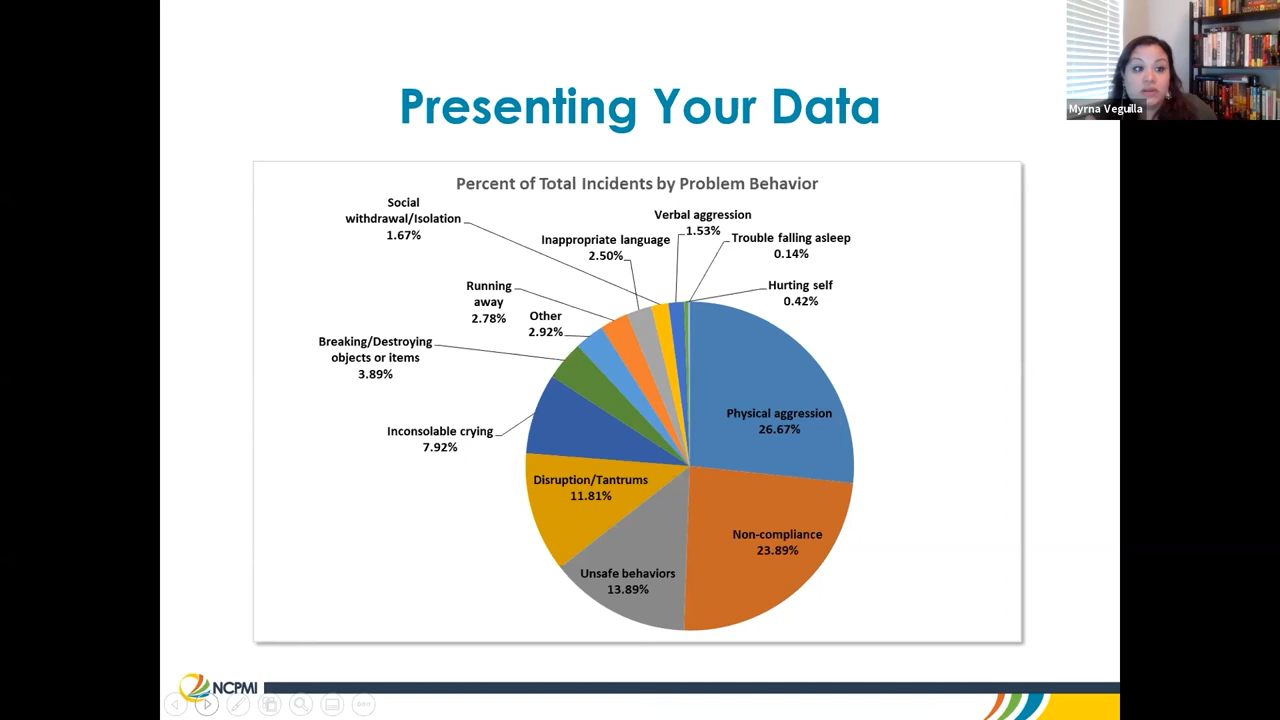 Myrna Veguilla
Presenting Your Data
Percent of Total Incidents by Problem Behavior
Social
withdrawal/Isolation
1.67%
Inappropriate language
2.50%
Verbal aggression
1.53%
Trouble falling asleep
0.14%
Hurting self
0.42%
Running
away
2.78%
Other
2.92%
Breaking/Destroying
objects or items
3.89%
Inconsolable crying
7.92%
Disruption/Tantrums
11.81%
Unsafe behaviors
13.89%
Non-compliance
23.89%
Physical aggression
26.67%
NCPMI